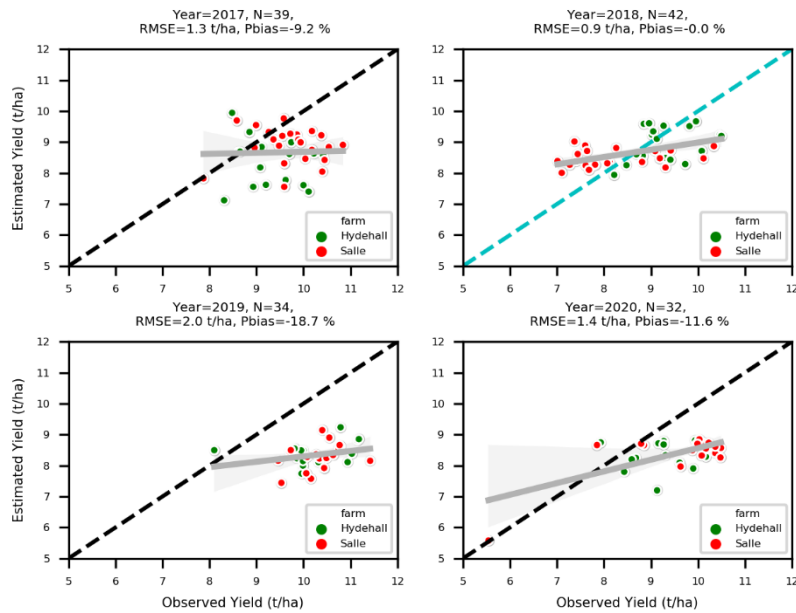 Year=2017, N=39,
RMSE=1.3 t/ha, Pbias=-9.2 %
Year=2018, N=42,
RMSE=0.9 t/ha, Pbias=-0.0 %
12
11
10
9
8
7
6
5
Estimated Yield (t/ha)
farm
Hydehall
Salle
5 6 7 8 9 10 11 12
12
11
10
9
8
7
6
5
farm
Hydehall
Salle
5 6 7 8 9 10 11 12
Year=2019, N=34,
RMSE=2.0 t/ha, Pbias=-18.7 %
Year=2020, N=32,
RMSE=1.4 t/ha, Pbias=-11.6 %
12
11
10
9
8
7
6
5
Estimated Yield (t/ha)
farm
Hydehall
Salle
5 6 7 8 9 10 11 12
Observed Yield (t/ha)
12
11
10
9
8
7
6
5
farm
Hydehall
Salle
5 6 7 8 9 10 11 12
Observed Yield (t/ha)